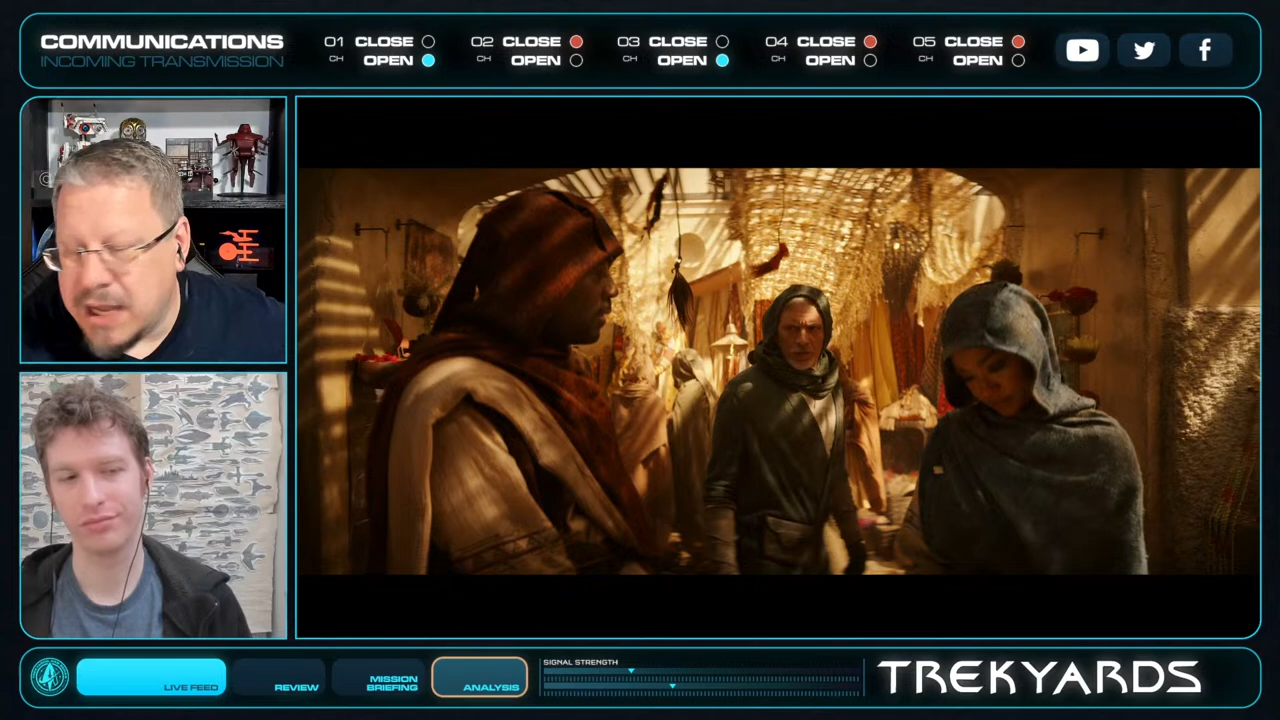 COMMUNICATIONS
INCOMING TRANSMISSION
01 CLOSE
CH OPEN
02 CLOSE
CH OPEN
03 CLOSE
CH OPEN
04 CLOSE
CH OPEN
05 CLOSE
CH OPEN
LIVE FEED
REVIEW
MISSION
BRIEFING
ANALYSIS
SIGNAL STRENGTH
TREKYARDS